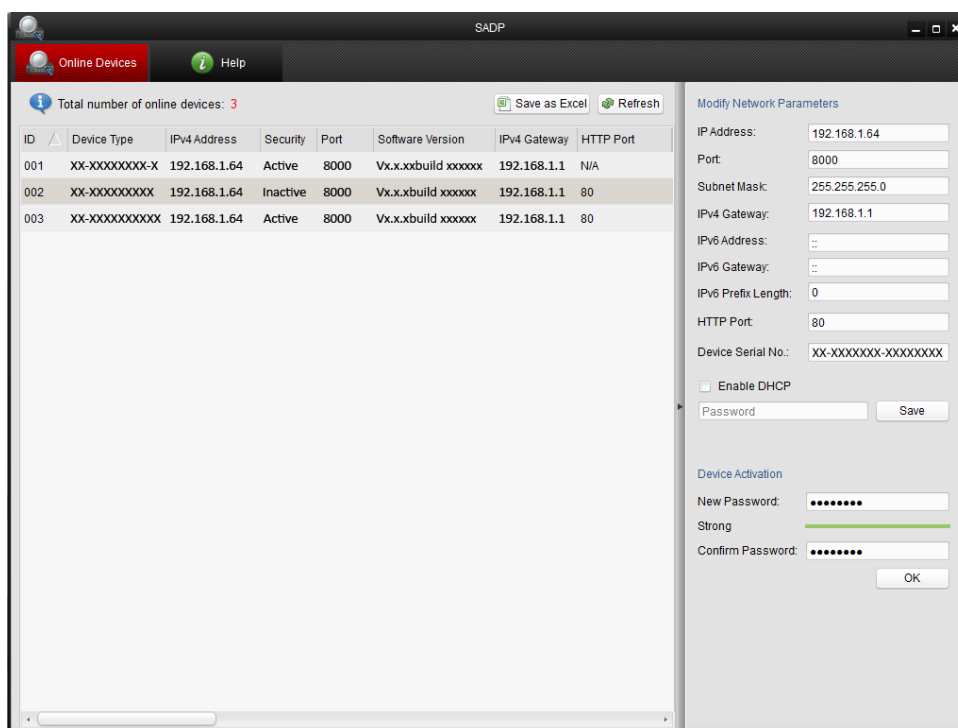 SADP
Online Devices Help
Total number of online devices: 3 Save as Excel Refresh
ID Device Type IPv4 Address Security Port Software Version IPv4 Gateway HTTP Port
001 XX-XXXXXXXX-X 192.168.1.64 Active 8000 Vx.x.xxbuild xxxxxx 192.168.1.1 N/A
002 XX-XXXXXXXXX 192.168.1.64 Inactive 8000 Vx.x.xxbuild xxxxxx 192.168.1.1 80
003 XX-XXXXXXXXXX 192.168.1.64 Active 8000 Vx.x.xxbuild xxxxxx 192.168.1.1 80
Modify Network Parameters
IP Address: 192.168.1.64
Port: 8000
Subnet Mask: 255.255.255.0
IPv4 Gateway: 192.168.1.1
IPv6 Address: ::
IPv6 Gateway: ::
IPv6 Prefix Length: 0
HTTP Port: 80
Device Serial No.: XX-XXXXXXX-XXXXXXXX
Enable DHCP
Password Save
Device Activation
New Password: ●●●●●●●●
Strong
Confirm Password: ●●●●●●●●
OK